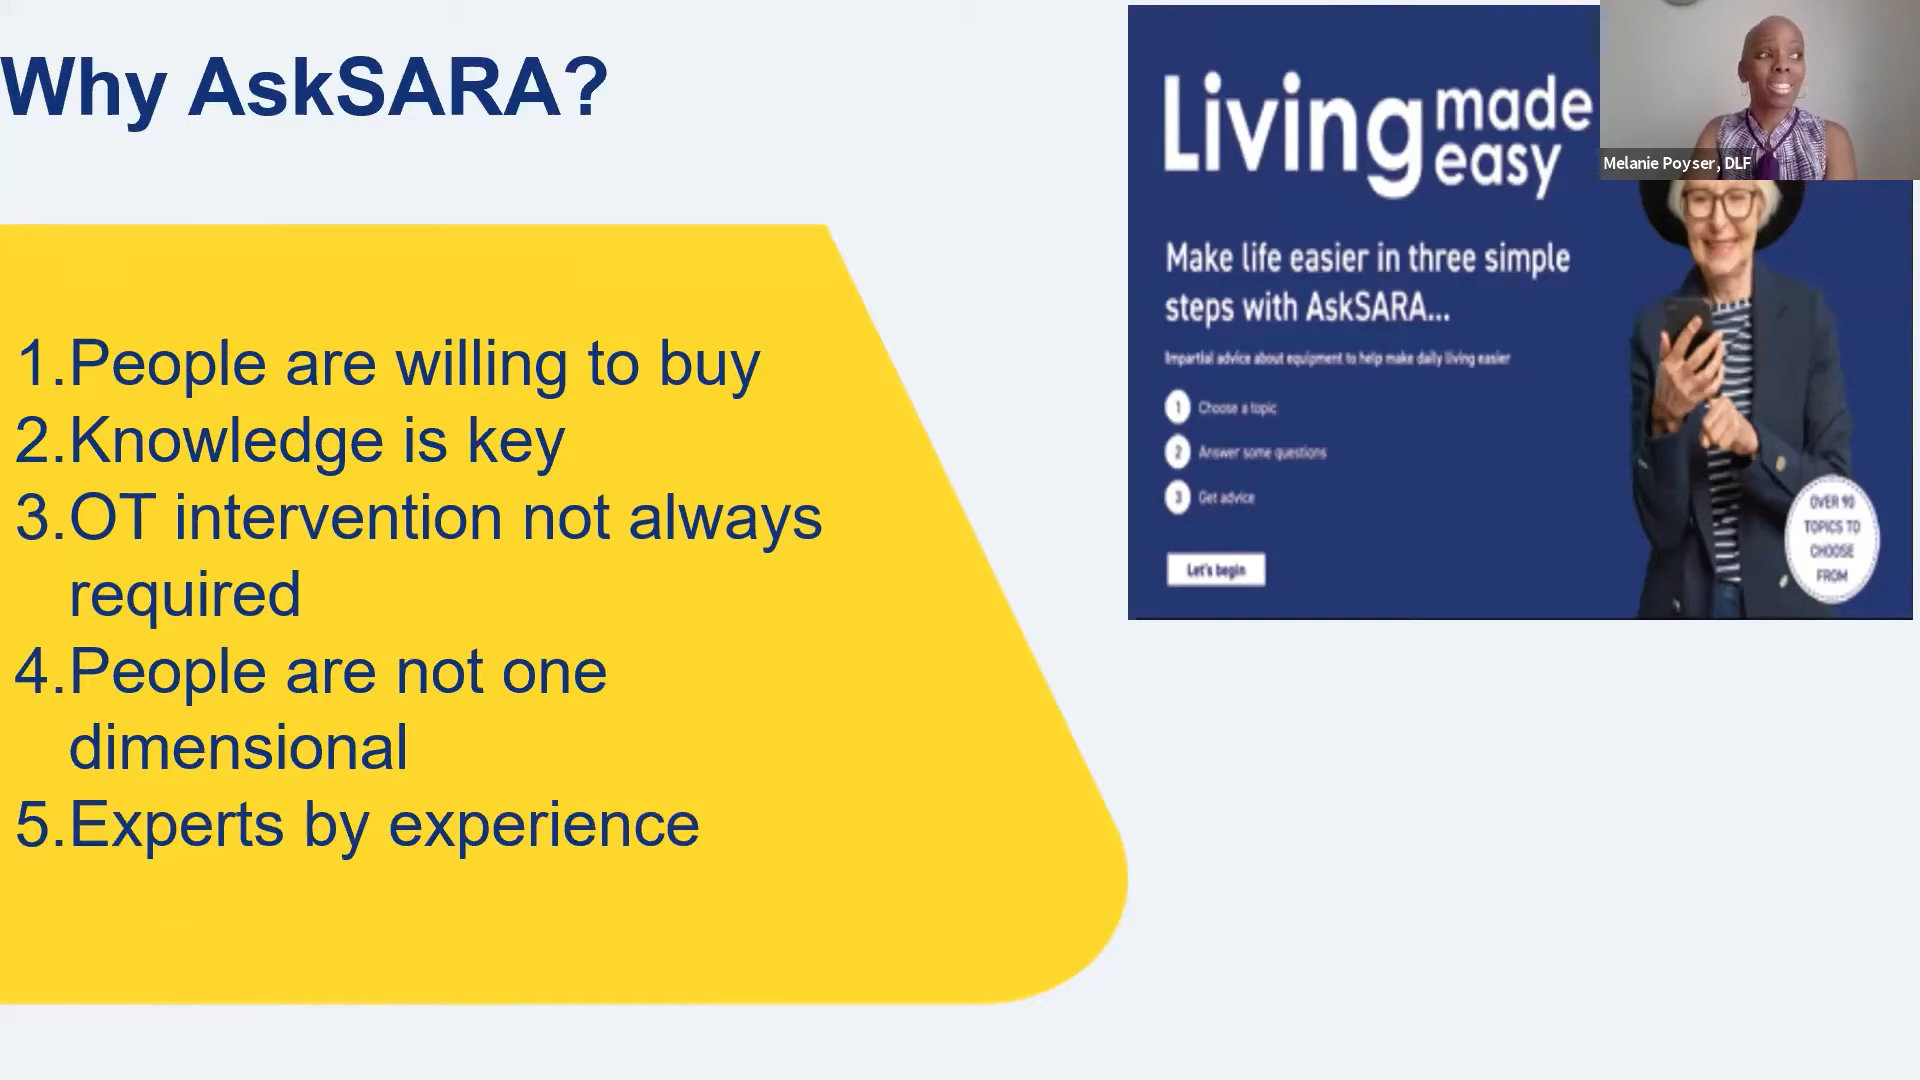 Why AskSARA?
1.People are willing to buy
2.Knowledge is key
3.OT intervention not always
required
4.People are not one
dimensional
5.Experts by experience
Living made
easy
Make life easier in three simple
steps with AskSARA...
Impartial advice about equipment to help make daily living easier
1 Choose a topic
2 Answer some questions
3 Get advice
Let's begin
OVER 90
TOPICS TO
CHOOSE
FROM
Melanie Poyser, DLF